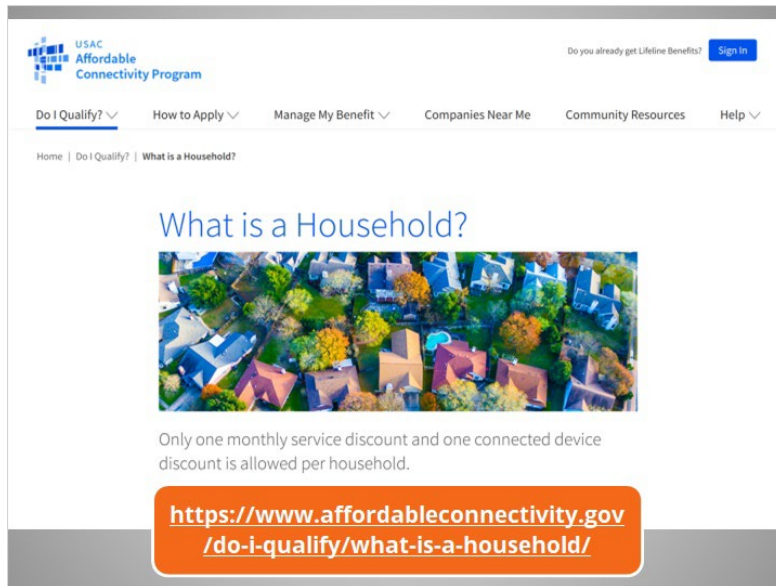 USAC
Affordable
Connectivity Program
Do you already get Lifeline Benefits?
Sign In
Do I Qualify?
How to Apply
Manage My Benefit
Companies Near Me
Community Resources
Help
Home | Do I Qualify? | What is a Household?
What is a Household?
Only one monthly service discount and one connected device
discount is allowed per household.
https://www.affordableconnectivity.gov
/do-i-qualify/what-is-a-household/